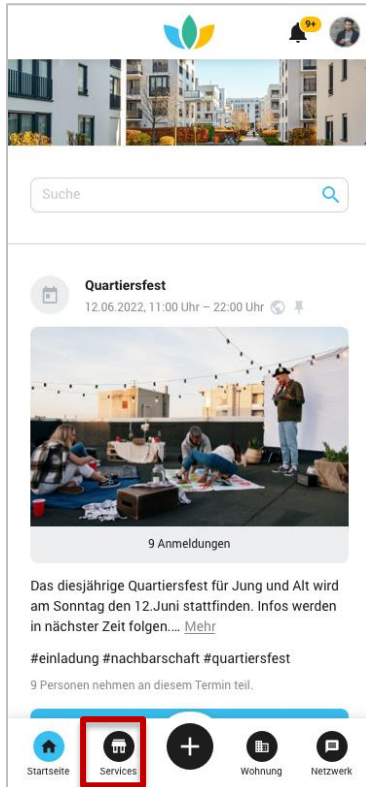 9+
Suche
Quartiersfest
12.06.2022, 11:00 Uhr – 22:00 Uhr
9 Anmeldungen
Das diesjährige Quartiersfest für Jung und Alt wird
am Sonntag den 12.Juni stattfinden. Infos werden
in nächster Zeit folgen.... Mehr
#einladung #nachbarschaft #quartiersfest
9 Personen nehmen an diesem Termin teil.
Startseite Services Wohnung Netzwerk